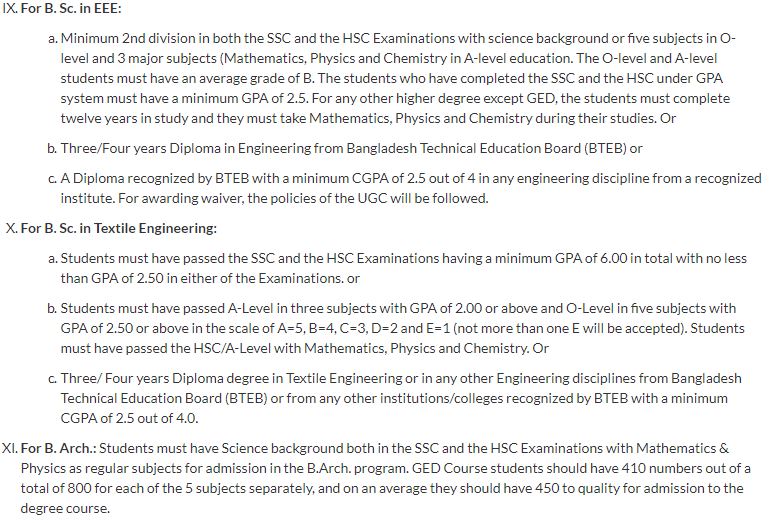 IX. For B. Sc. in EEE:
a. Minimum 2nd division in both the SSC and the HSC Examinations with science background or five subjects in O-
level and 3 major subjects (Mathematics, Physics and Chemistry in A-level education. The O-level and A-level
students must have an average grade of B. The students who have completed the SSC and the HSC under GPA
system must have a minimum GPA of 2.5. For any other higher degree except GED, the students must complete
twelve years in study and they must take Mathematics, Physics and Chemistry during their studies. Or
b. Three/Four years Diploma in Engineering from Bangladesh Technical Education Board (BTEB) or
c. A Diploma recognized by BTEB with a minimum CGPA of 2.5 out of 4 in any engineering discipline from a recognized
institute. For awarding waiver, the policies of the UGC will be followed.
X. For B. Sc. in Textile Engineering:
a. Students must have passed the SSC and the HSC Examinations having a minimum GPA of 6.00 in total with no less
than GPA of 2.50 in either of the Examinations. or
b. Students must have passed A-Level in three subjects with GPA of 2.00 or above and O-Level in five subjects with
GPA of 2.50 or above in the scale of A=5, B=4, C=3, D=2 and E=1 (not more than one E will be accepted). Students
must have passed the HSC/A-Level with Mathematics, Physics and Chemistry. Or
c. Three/ Four years Diploma degree in Textile Engineering or in any other Engineering disciplines from Bangladesh
Technical Education Board (BTEB) or from any other institutions/colleges recognized by BTEB with a minimum
CGPA of 2.5 out of 4.0.
XI. For B. Arch.: Students must have Science background both in the SSC and the HSC Examinations with Mathematics &
Physics as regular subjects for admission in the B.Arch. program. GED Course students should have 410 numbers out of a
total of 800 for each of the 5 subjects separately, and on an average they should have 450 to quality for admission to the
degree course.